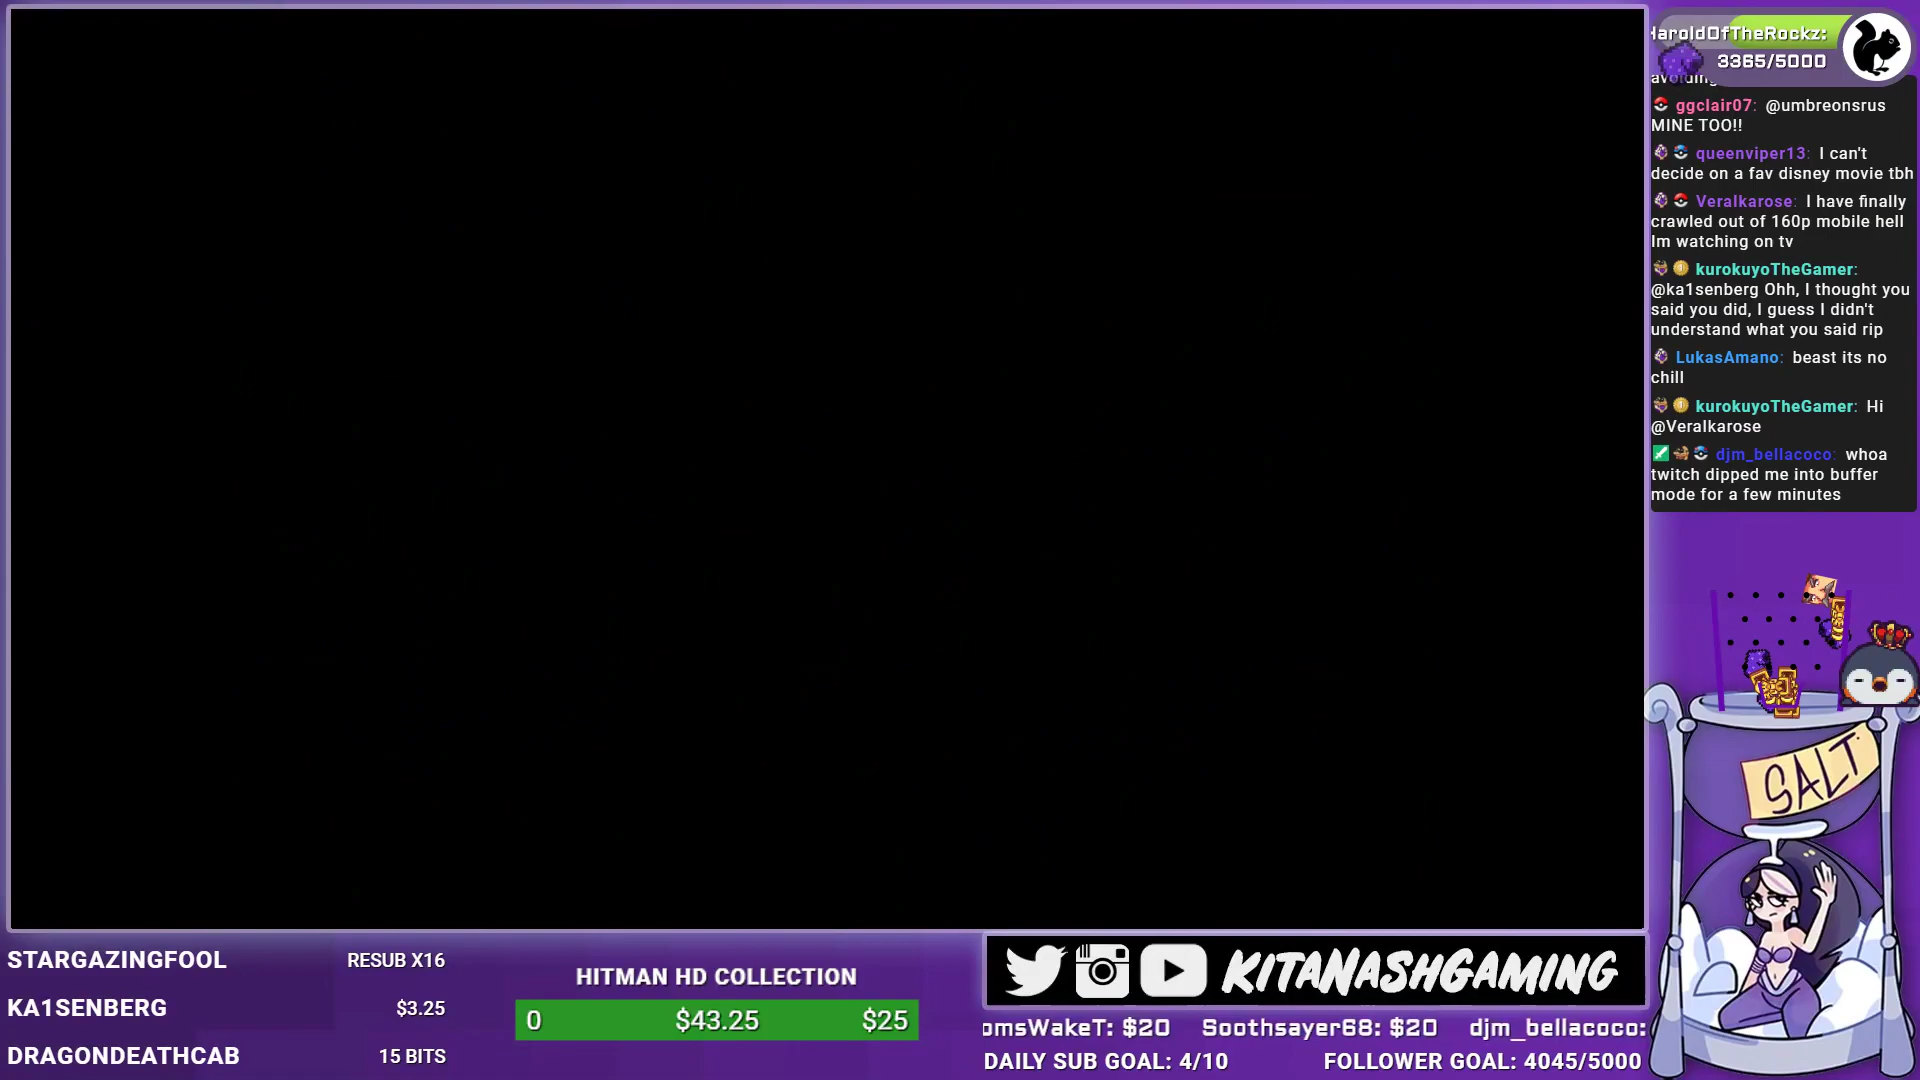 HaroldOfTheRockz:
3365/5000
avoiding
ggclair07: @umbreonsrus
MINE TOO!!
queenviper13: I can't
decide on a fav disney movie tbh
Veralkarose: I have finally
crawled out of 160p mobile hell
Im watching on tv
kurokuyoTheGamer:
@ka1senberg Ohh, I thought you
said you did, I guess I didn't
understand what you said rip
LukasAmano: beast its no
chill
kurokuyoTheGamer: Hi
@Veralkarose
djm_bellacoco: whoa
twitch dipped me into buffer
mode for a few minutes
SALT
STARGAZINGFOOL RESUB X16
KA1SENBERG $3.25
DRAGONDEATHCAB 15 BITS
HITMAN HD COLLECTION
0 $43.25 $25
KITANASHGAMING
omsWakeT: $20 Soothsayer68: $20 djm_bellacoco:
DAILY SUB GOAL: 4/10 FOLLOWER GOAL: 4045/5000